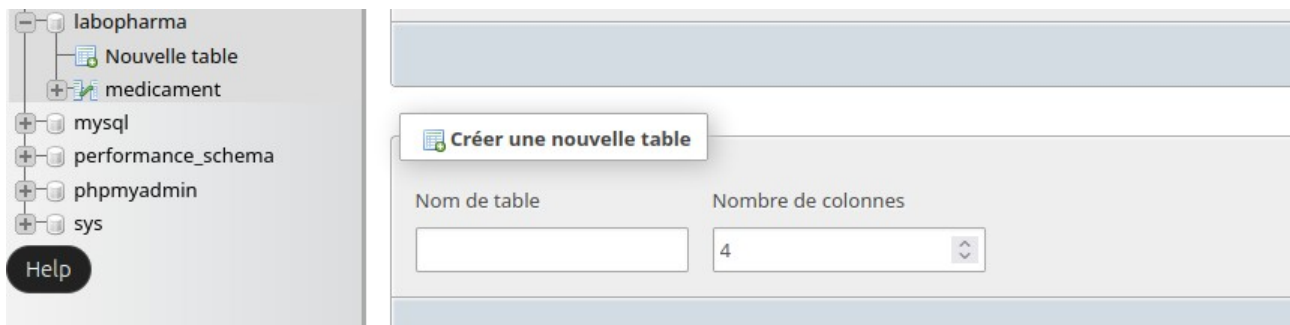 labopharma
Nouvelle table
medicament
mysql
performance_schema
phpmyadmin
sys
Help
Créer une nouvelle table
Nom de table
Nombre de colonnes
4